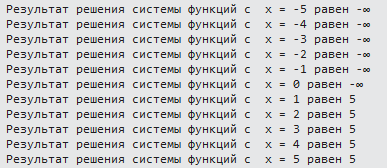 Результат решения системы функций с  x = -5 равен -∞
Результат решения системы функций с  x = -4 равен -∞
Результат решения системы функций с  x = -3 равен -∞
Результат решения системы функций с  x = -2 равен -∞
Результат решения системы функций с  x = -1 равен -∞
Результат решения системы функций с  x = 0 равен -∞
Результат решения системы функций с  x = 1 равен 5
Результат решения системы функций с  x = 2 равен 5
Результат решения системы функций с  x = 3 равен 5
Результат решения системы функций с  x = 4 равен 5
Результат решения системы функций с  x = 5 равен 5